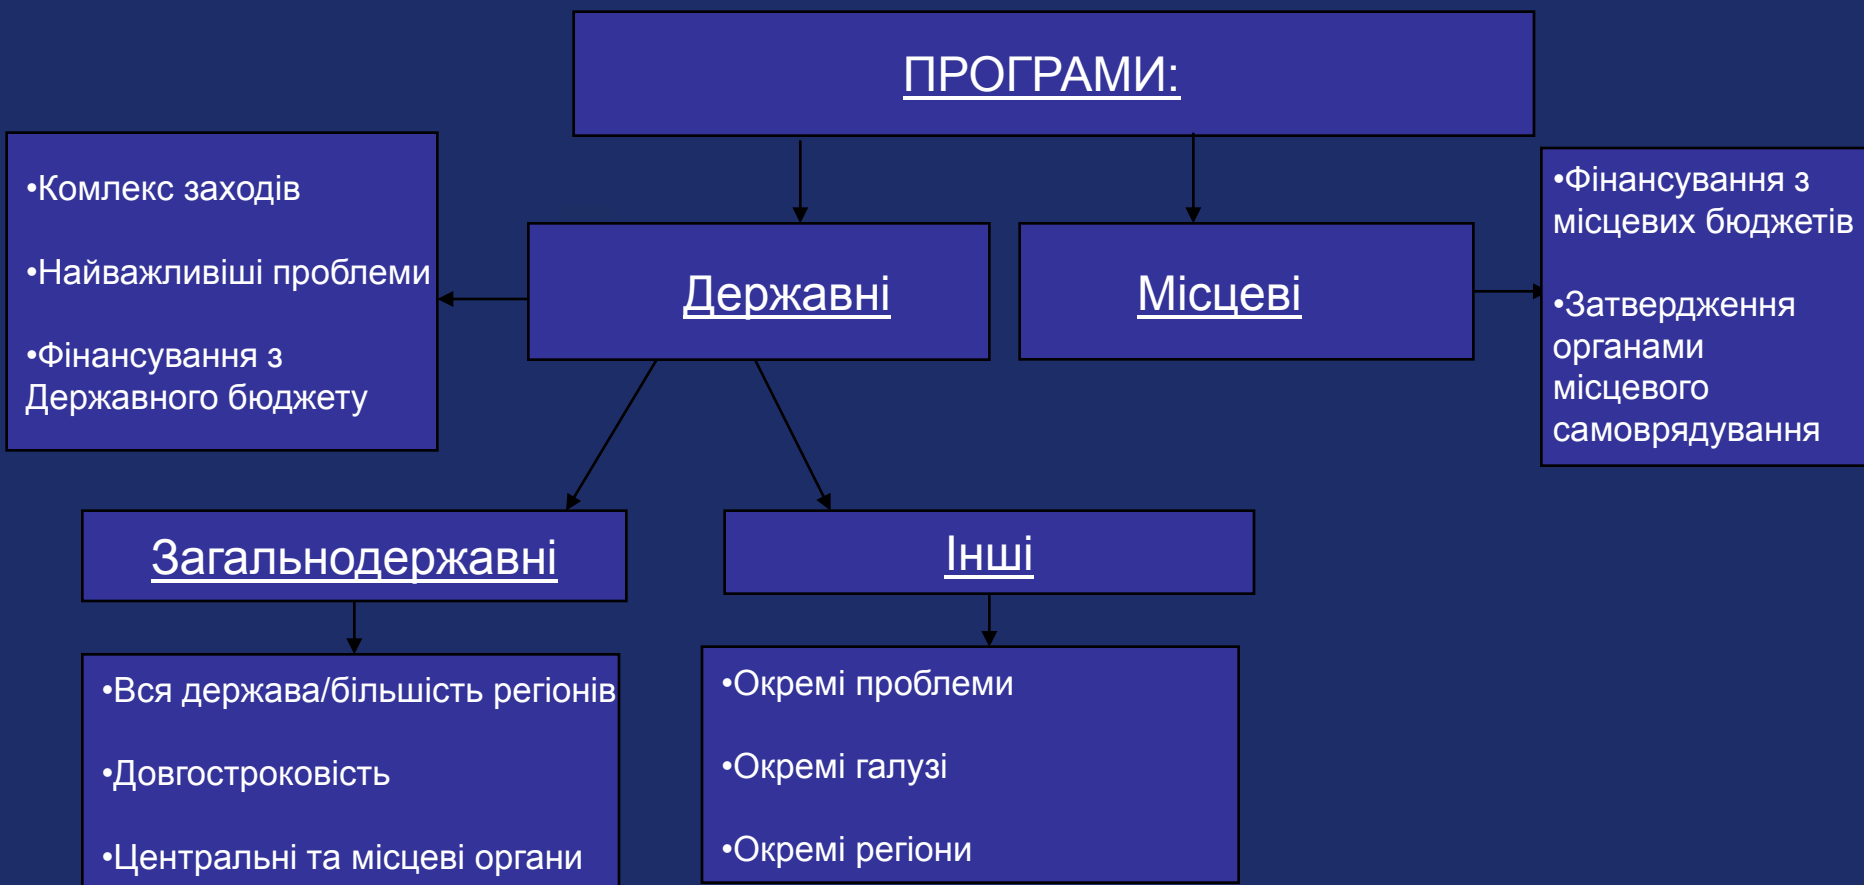 ПРОГРАМИ:
•Комлекс заходів
•Найважливіші проблеми
•Фінансування з
Державного бюджету
Державні
Місцеві
•Фінансування з
місцевих бюджетів
•Затвердження
органами
місцевого
самоврядування
Загальнодержавні
Інші
•Вся держава/більшість регіонів
•Довгостроковість
•Центральні та місцеві органи
•Окремі проблеми
•Окремі галузі
•Окремі регіони